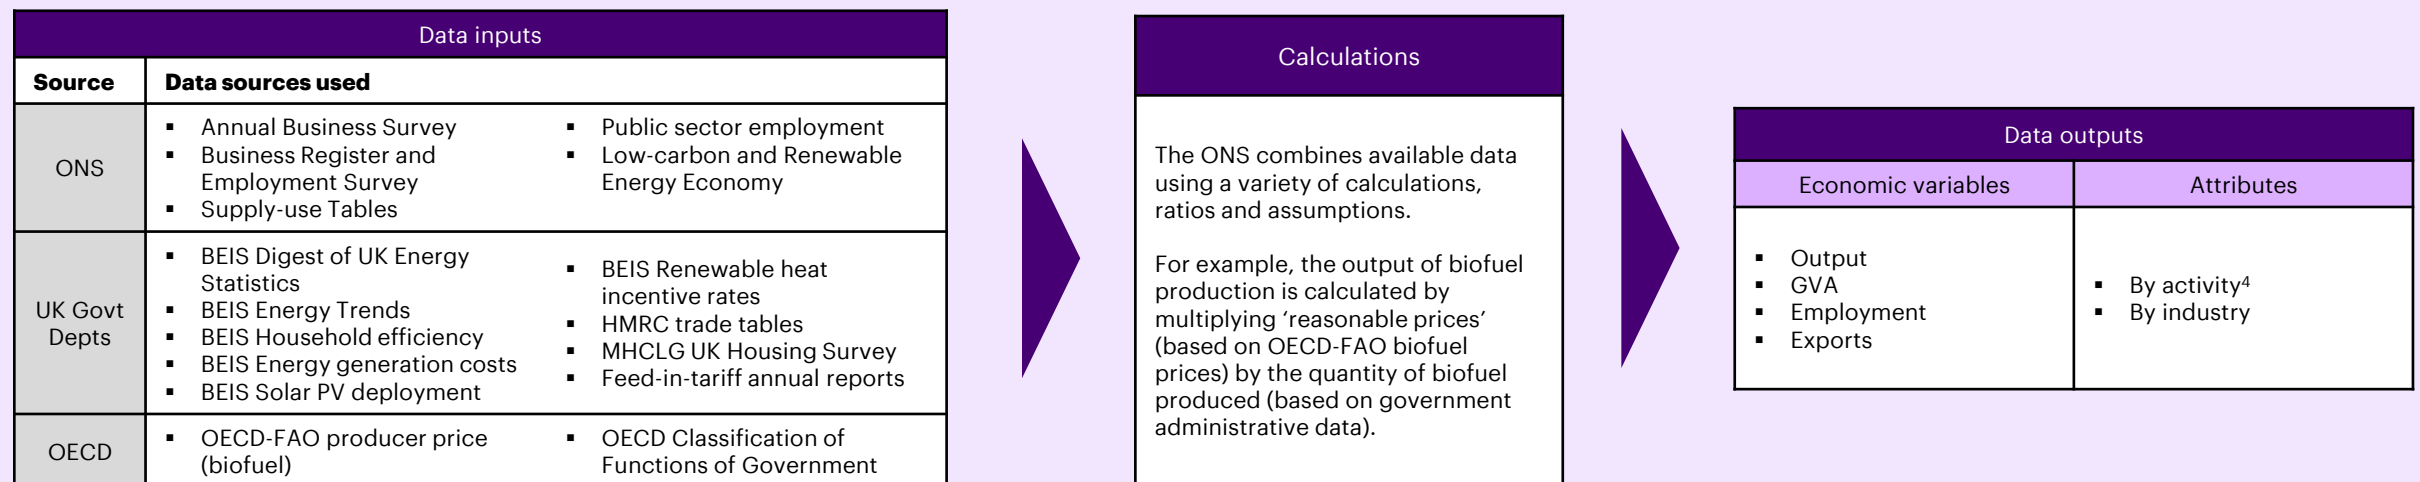 Data inputs
Source
Data sources used
ONS
▪ Annual Business Survey
▪ Business Register and
Employment Survey
▪ Supply-use Tables
▪ Public sector employment
▪ Low-carbon and Renewable
Energy Economy
UK Govt
Depts
▪ BEIS Digest of UK Energy
Statistics
▪ BEIS Energy Trends
▪ BEIS Household efficiency
▪ BEIS Energy generation costs
▪ BEIS Solar PV deployment
▪ BEIS Renewable heat
incentive rates
▪ HMRC trade tables
▪ MHCLG UK Housing Survey
▪ Feed-in-tariff annual reports
OECD
▪ OECD-FAO producer price
(biofuel)
▪ OECD Classification of
Functions of Government
Calculations
The ONS combines available data
using a variety of calculations,
ratios and assumptions.
For example, the output of biofuel
production is calculated by
multiplying ‘reasonable prices’
(based on OECD-FAO biofuel
prices) by the quantity of biofuel
produced (based on government
administrative data).
Data outputs
Economic variables
Attributes
▪ Output
▪ GVA
▪ Employment
▪ Exports
▪ By activity⁴
▪ By industry